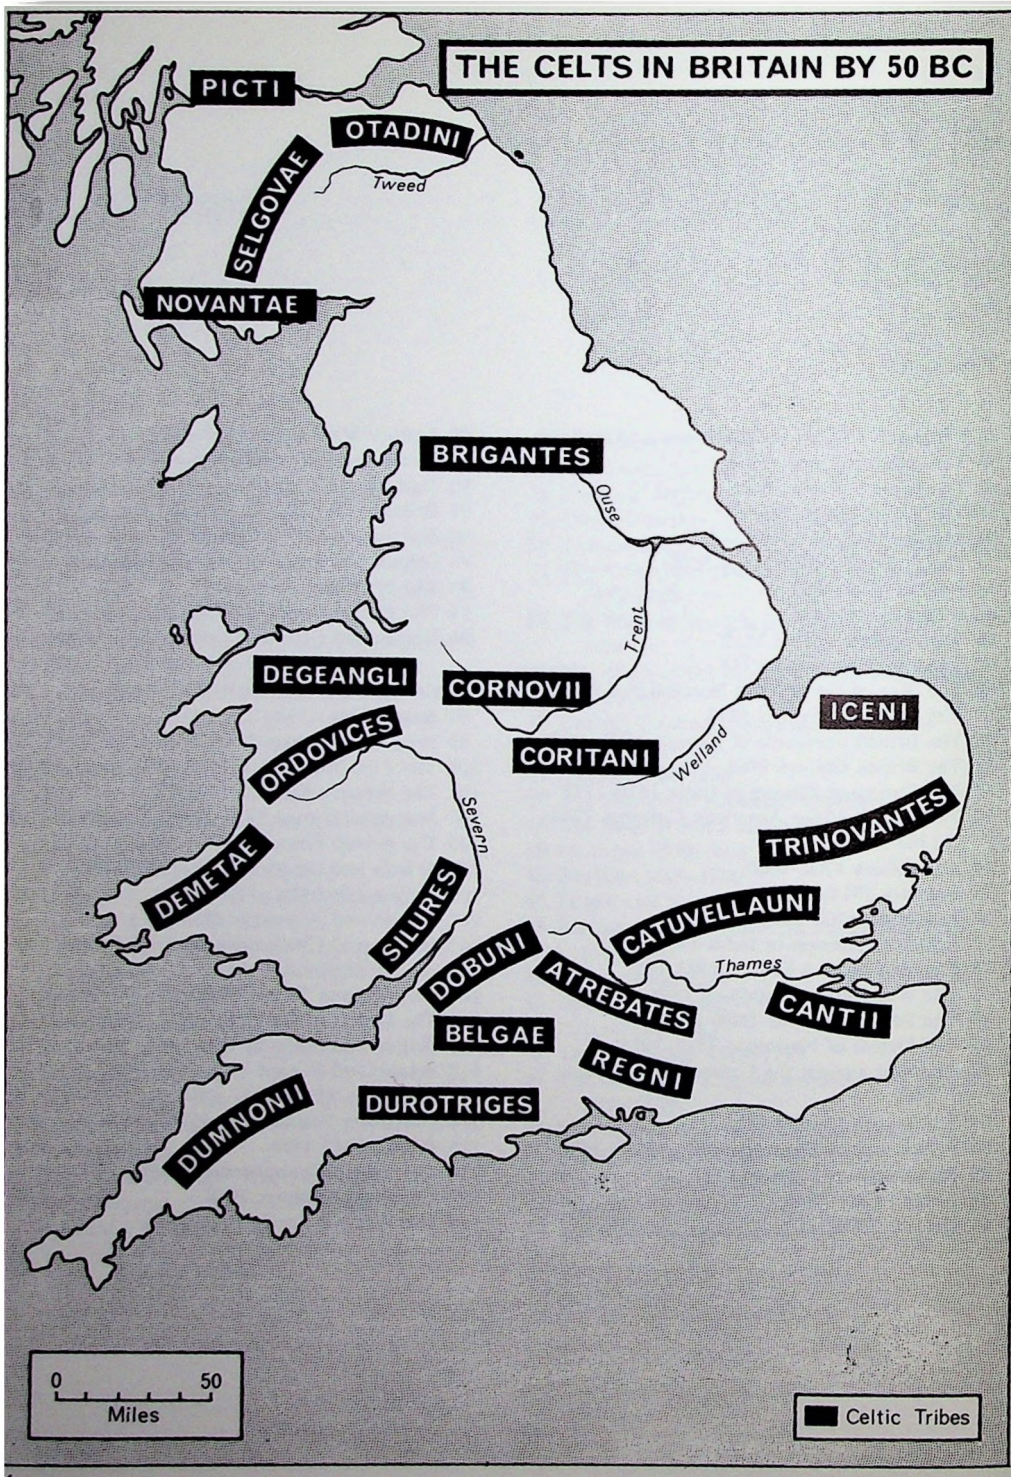 THE CELTS IN BRITAIN BY 50 BC
PICTI
OTADINI
SELGOVAE
Tweed
NOVANTAE
BRIGANTES
Ouse
Trent
DEGEANGLI
CORNOVII
ICENI
ORDOVICES
CORITANI
Welland
Severn
TRINOVANTES
DEMETAE
SILURES
CATUVELLAUNI
DOBUNI
ATREBATES
Thames
CANTII
BELGAE
REGNI
DUROTRIGES
DUMNONII
0 50
Miles
Celtic Tribes